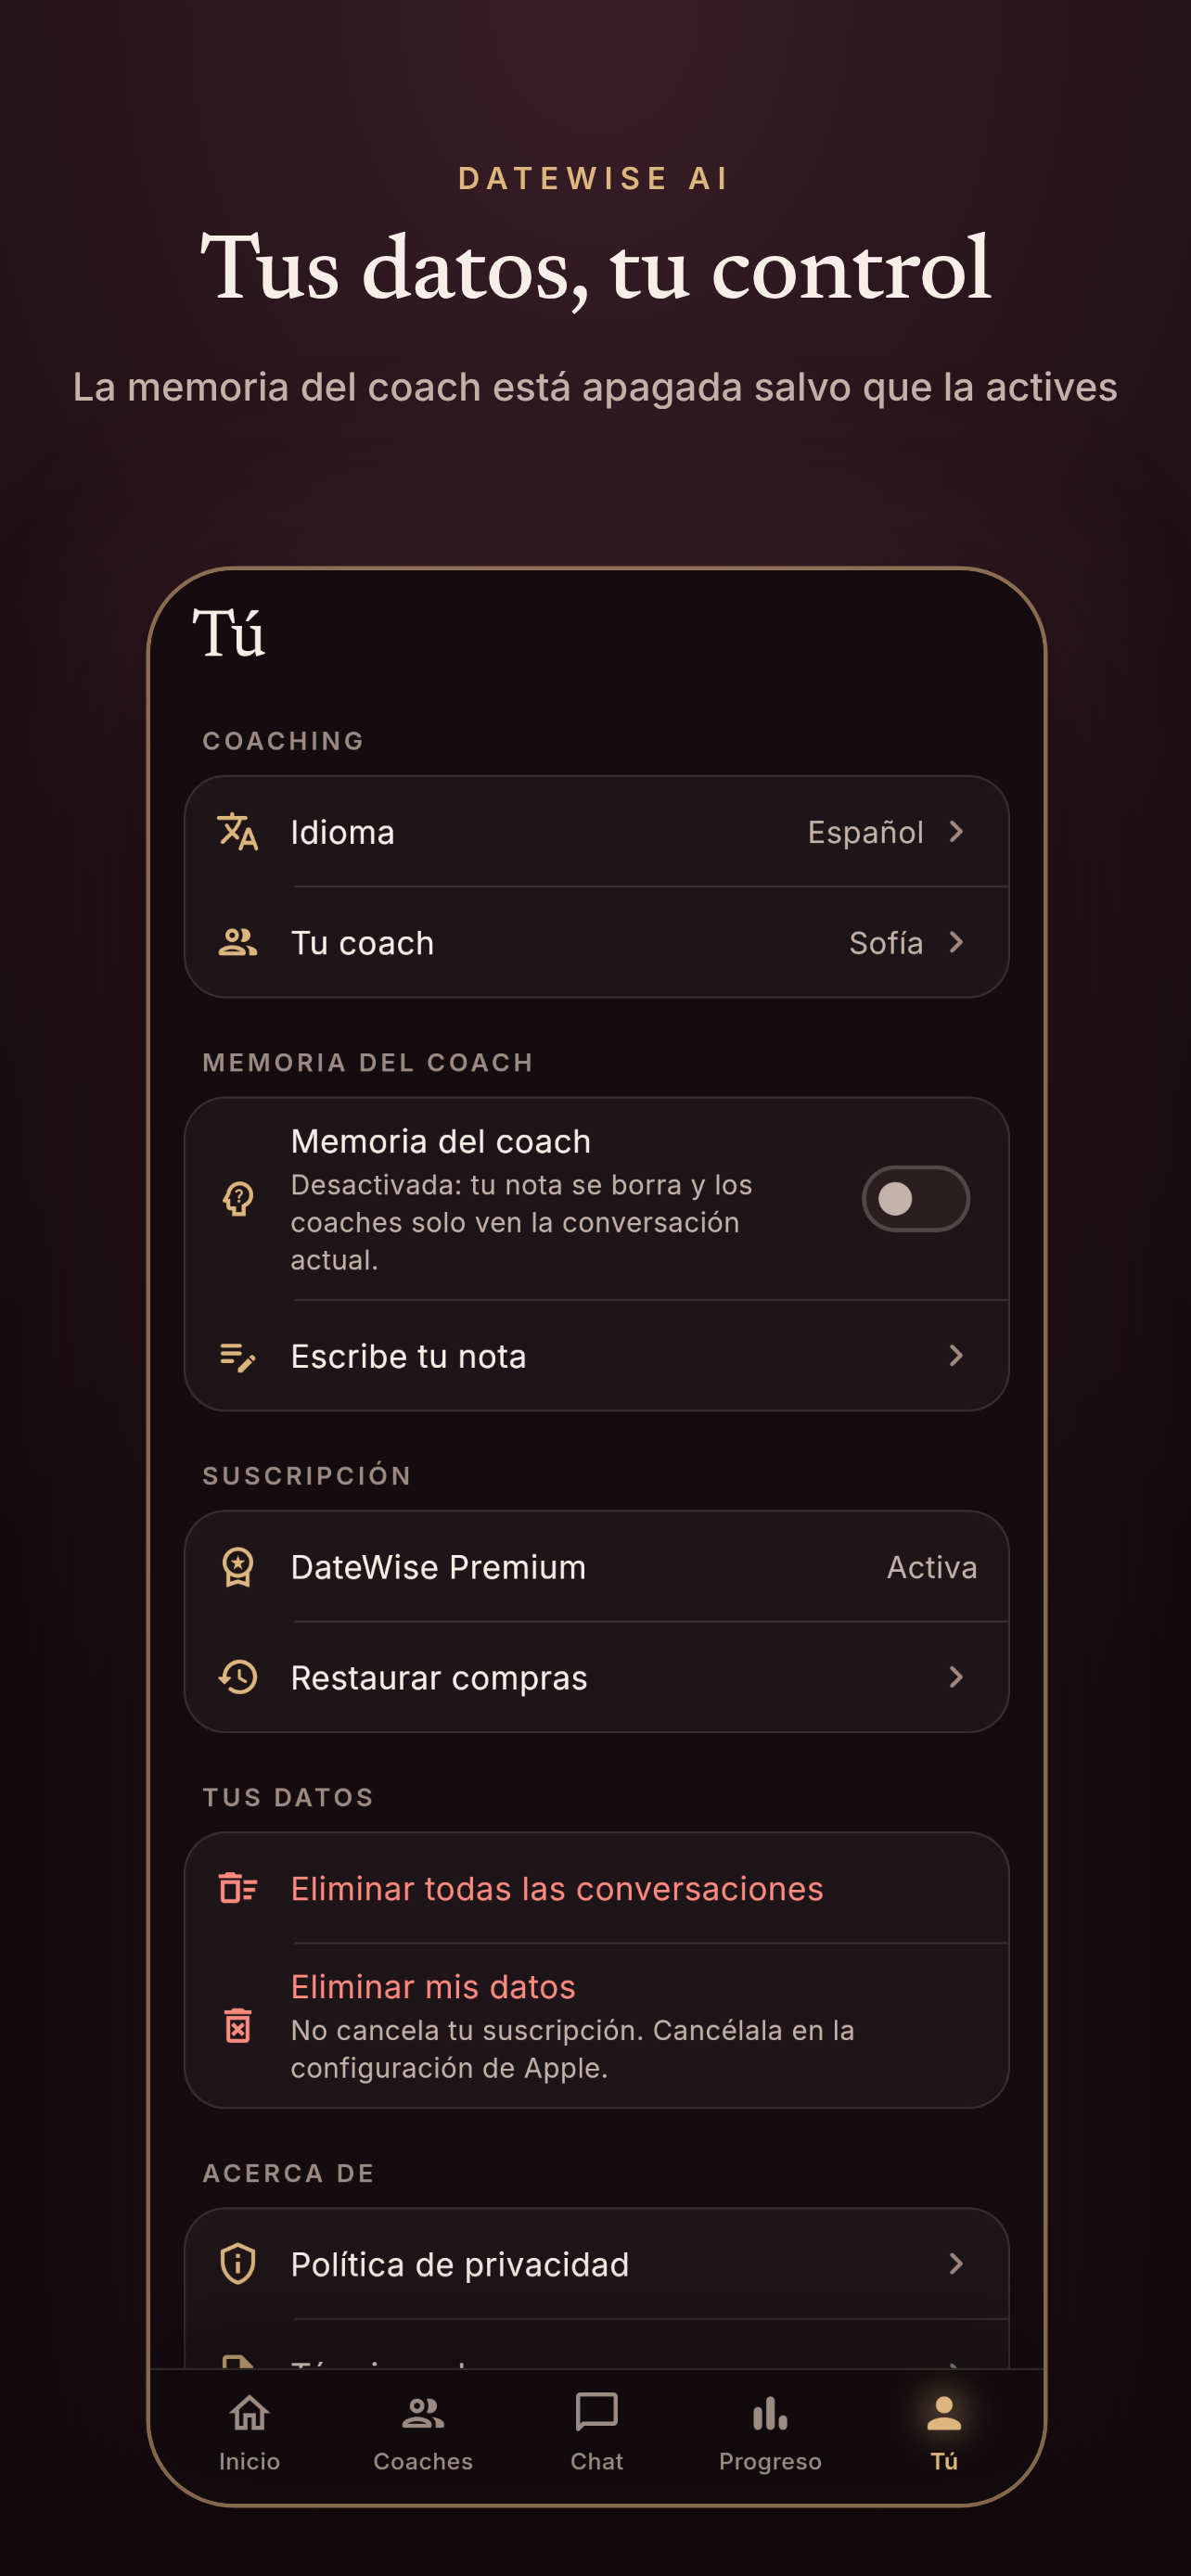 DATEWISE AI
Tus datos, tu control
La memoria del coach está apagada salvo que la actives
Tú
COACHING
Idioma
Español
Tu coach
Sofía
MEMORIA DEL COACH
Memoria del coach
Desactivada: tu nota se borra y los
coaches solo ven la conversación
actual.
Escribe tu nota
SUSCRIPCIÓN
DateWise Premium
Activa
Restaurar compras
TUS DATOS
Eliminar todas las conversaciones
Eliminar mis datos
No cancela tu suscripción. Cancélala en la
configuración de Apple.
ACERCA DE
Política de privacidad
Inicio
Coaches
Chat
Progreso
Tú